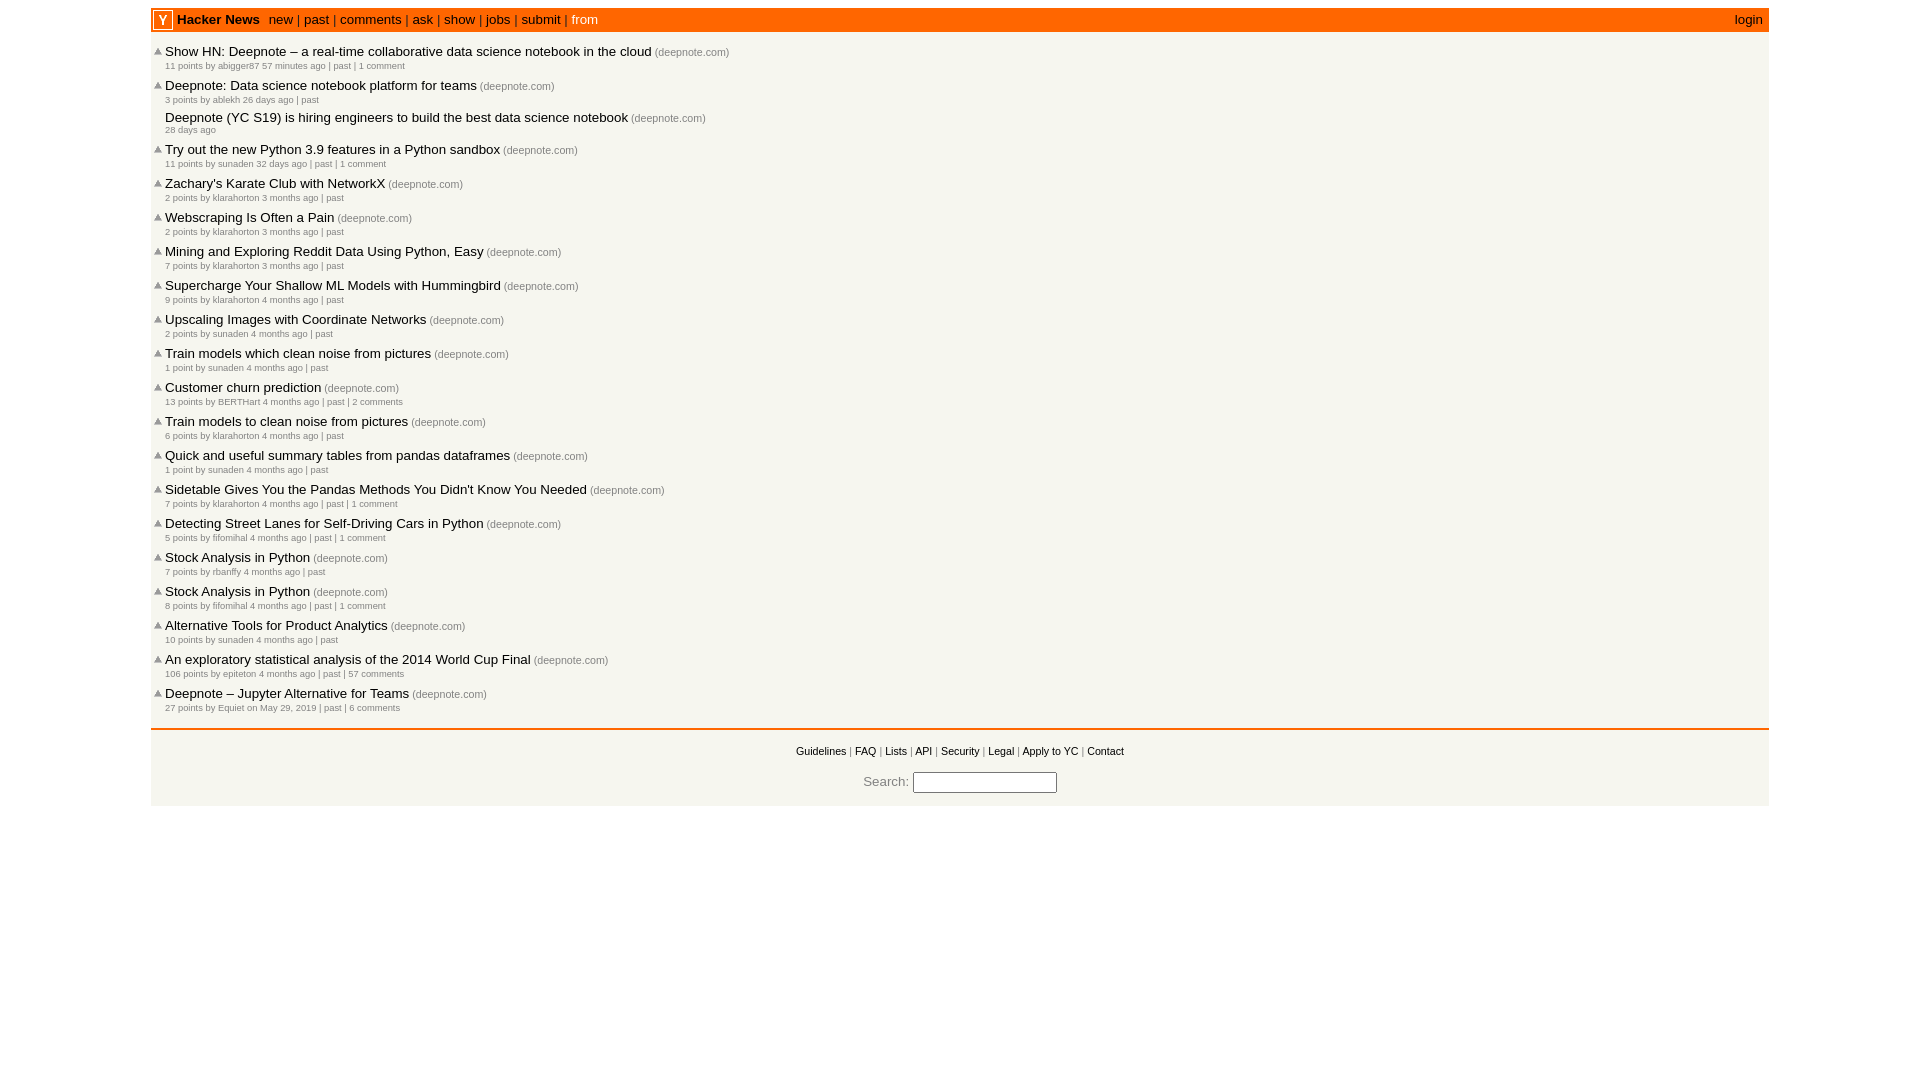 Y Hacker News new | past | comments | ask | show | jobs | submit | from login
Show HN: Deepnote – a real-time collaborative data science notebook in the cloud (deepnote.com)
11 points by abigger87 57 minutes ago | past | 1 comment
Deepnote: Data science notebook platform for teams (deepnote.com)
3 points by ablekh 26 days ago | past
Deepnote (YC S19) is hiring engineers to build the best data science notebook (deepnote.com)
28 days ago
Try out the new Python 3.9 features in a Python sandbox (deepnote.com)
11 points by sunaden 32 days ago | past | 1 comment
Zachary's Karate Club with NetworkX (deepnote.com)
2 points by klarahorton 3 months ago | past
Webscraping Is Often a Pain (deepnote.com)
2 points by klarahorton 3 months ago | past
Mining and Exploring Reddit Data Using Python, Easy (deepnote.com)
7 points by klarahorton 3 months ago | past
Supercharge Your Shallow ML Models with Hummingbird (deepnote.com)
9 points by klarahorton 4 months ago | past
Upscaling Images with Coordinate Networks (deepnote.com)
2 points by sunaden 4 months ago | past
Train models which clean noise from pictures (deepnote.com)
1 point by sunaden 4 months ago | past
Customer churn prediction (deepnote.com)
13 points by BERTHart 4 months ago | past | 2 comments
Train models to clean noise from pictures (deepnote.com)
6 points by klarahorton 4 months ago | past
Quick and useful summary tables from pandas dataframes (deepnote.com)
1 point by sunaden 4 months ago | past
Sidetable Gives You the Pandas Methods You Didn't Know You Needed (deepnote.com)
7 points by klarahorton 4 months ago | past | 1 comment
Detecting Street Lanes for Self-Driving Cars in Python (deepnote.com)
5 points by fifomihal 4 months ago | past | 1 comment
Stock Analysis in Python (deepnote.com)
7 points by rbanffy 4 months ago | past
Stock Analysis in Python (deepnote.com)
8 points by fifomihal 4 months ago | past | 1 comment
Alternative Tools for Product Analytics (deepnote.com)
10 points by sunaden 4 months ago | past
An exploratory statistical analysis of the 2014 World Cup Final (deepnote.com)
106 points by epiteton 4 months ago | past | 57 comments
Deepnote – Jupyter Alternative for Teams (deepnote.com)
27 points by Equiet on May 29, 2019 | past | 6 comments
Guidelines | FAQ | Lists | API | Security | Legal | Apply to YC | Contact
Search: